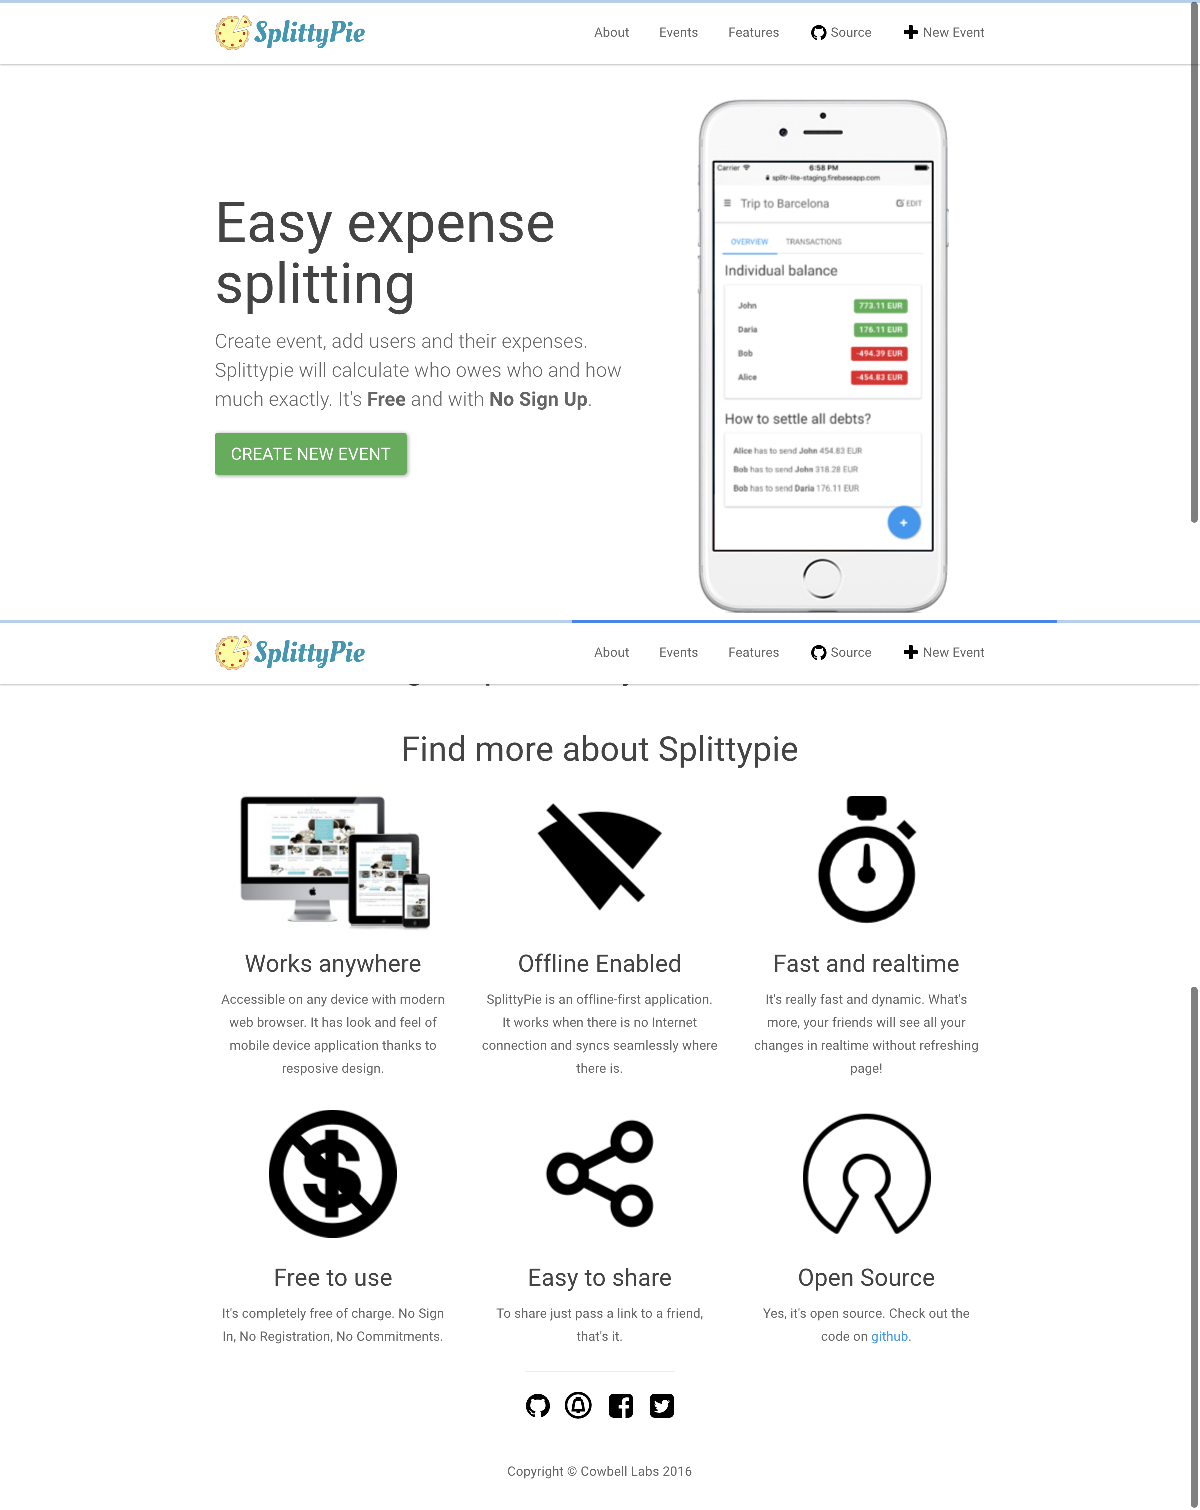 SplittyPie
About Events Features Source New Event
Carrier 6:58 PM
splitr-lite-staging.firebaseapp.com
Trip to Barcelona EDIT
OVERVIEW TRANSACTIONS
Individual balance
John 773.11 EUR
Daria 176.11 EUR
Bob -494.39 EUR
Alice -454.83 EUR
How to settle all debts?
Alice has to send John 454.83 EUR
Bob has to send John 318.28 EUR
Bob has to send Daria 176.11 EUR
+
Easy expense
splitting
Create event, add users and their expenses.
Splittypie will calculate who owes who and how
much exactly. It's Free and with No Sign Up.
CREATE NEW EVENT
SplittyPie
About Events Features Source New Event
Find more about Splittypie
Works anywhere
Accessible on any device with modern
web browser. It has look and feel of
mobile device application thanks to
resposive design.
Offline Enabled
SplittyPie is an offline-first application.
It works when there is no Internet
connection and syncs seamlessly where
there is.
Fast and realtime
It's really fast and dynamic. What's
more, your friends will see all your
changes in realtime without refreshing
page!
Free to use
It's completely free of charge. No Sign
In, No Registration, No Commitments.
Easy to share
To share just pass a link to a friend,
that's it.
Open Source
Yes, it's open source. Check out the
code on github.
Copyright © Cowbell Labs 2016